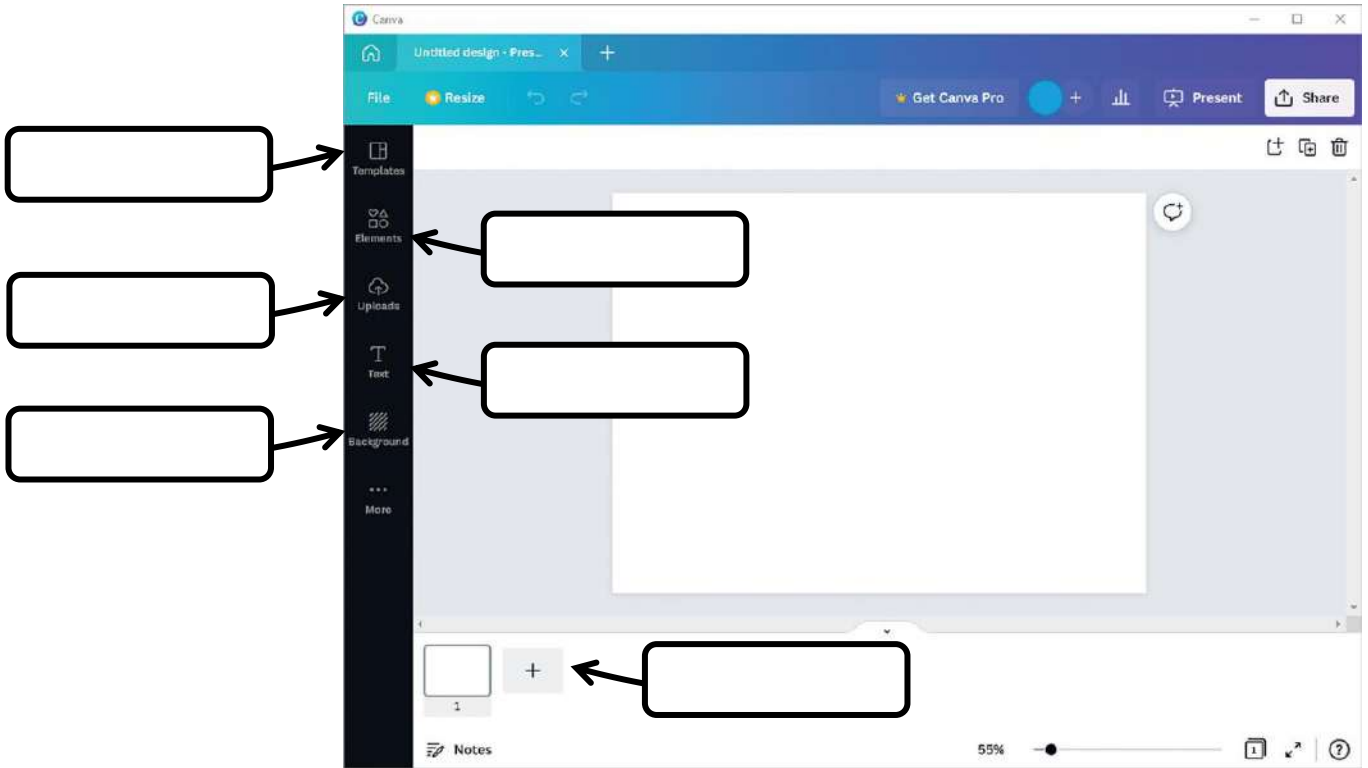 Canva
Untitled design - Pres...
File
Resize
Get Canva Pro
Present
Share
Templates
Elements
Uploads
Text
Background
More
1
Notes
55%
1